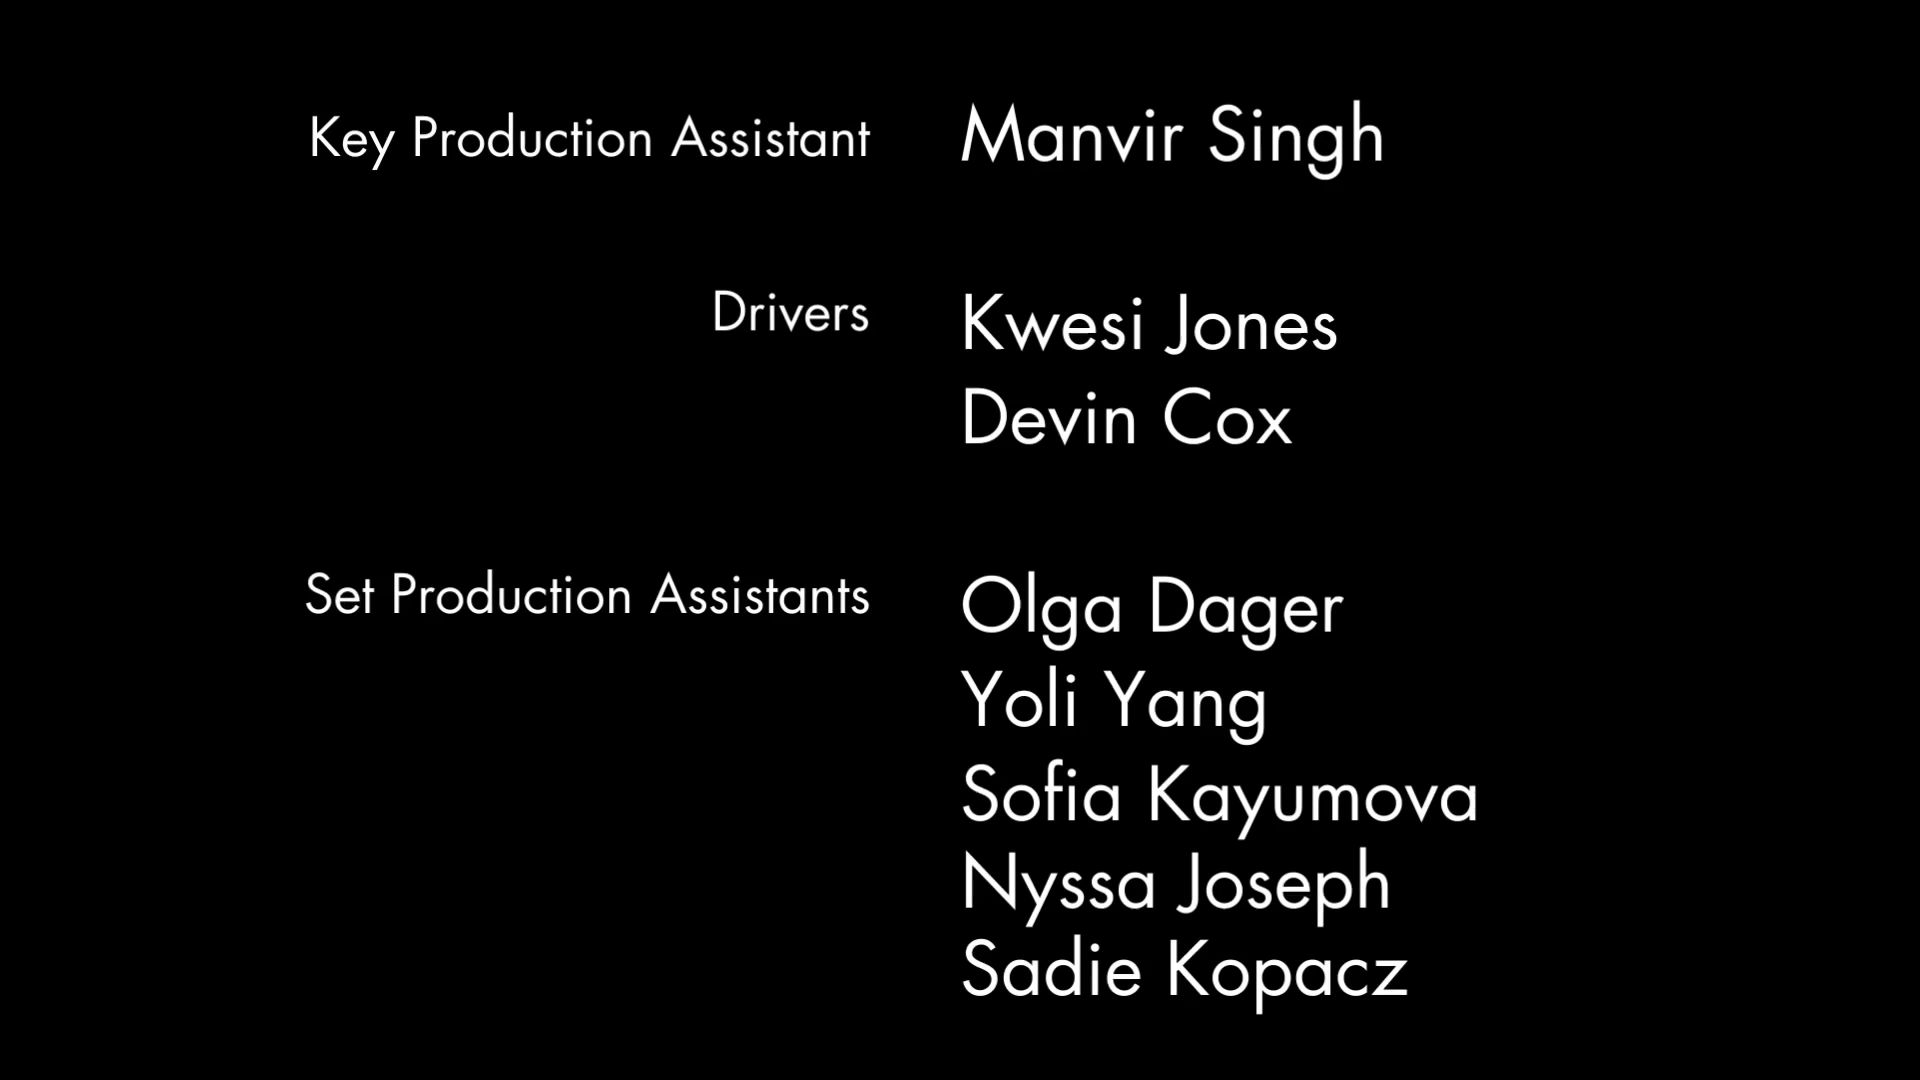 Key Production Assistant Manvir Singh
Drivers Kwesi Jones
Devin Cox
Set Production Assistants Olga Dager
Yoli Yang
Sofia Kayumova
Nyssa Joseph
Sadie Kopacz